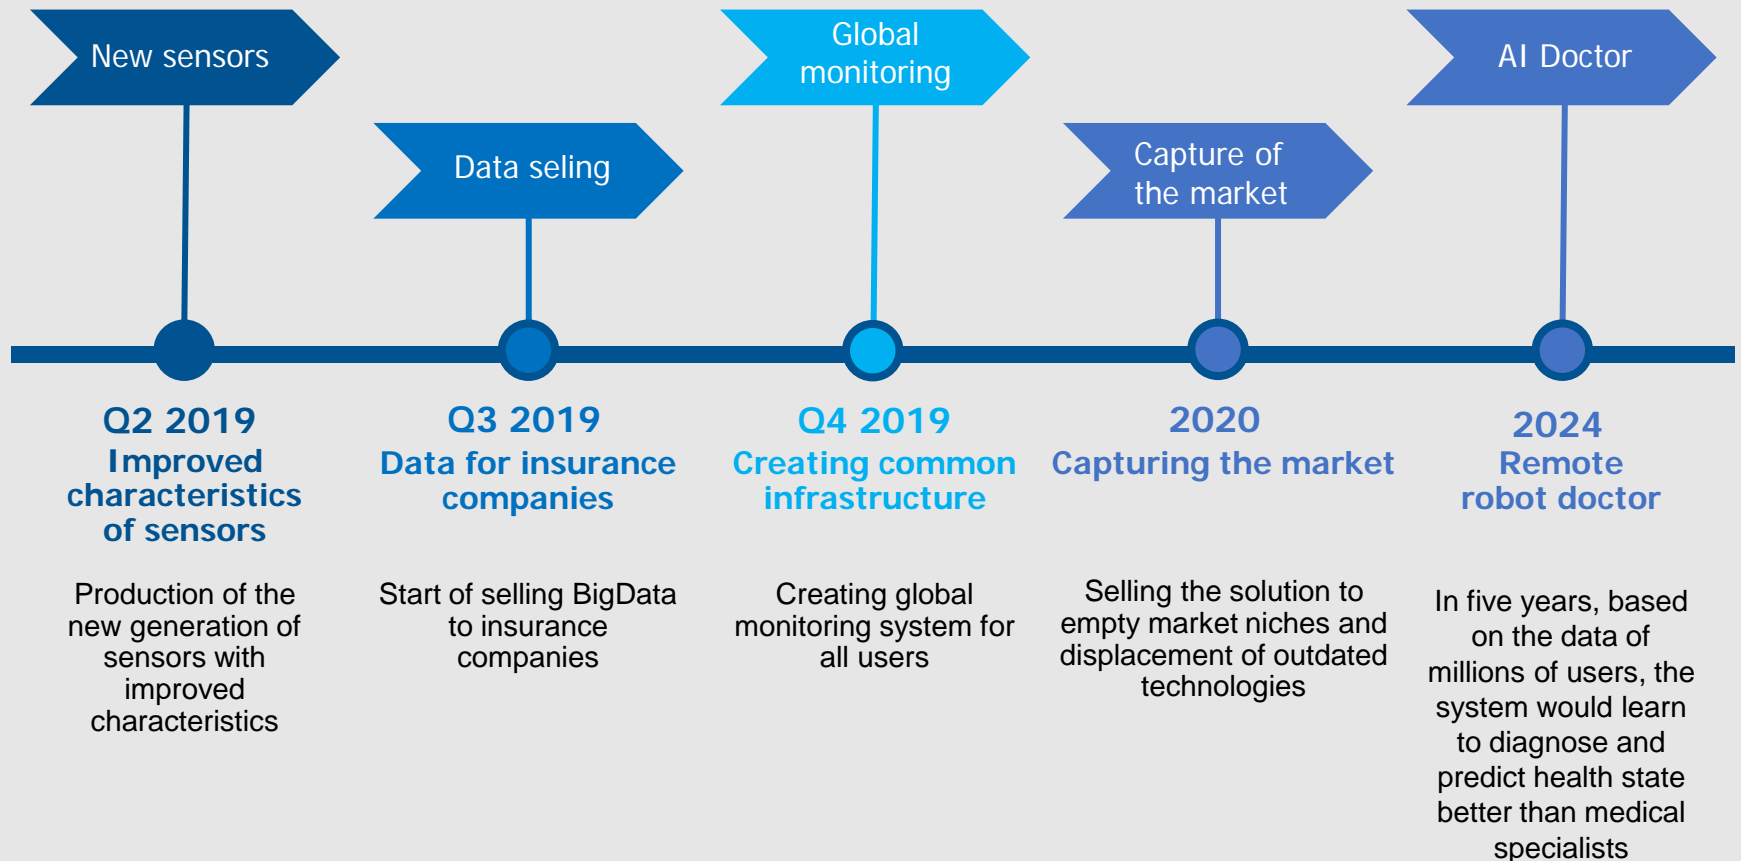 New sensors
Data seling
Global
monitoring
Capture of
the market
AI Doctor
Q2 2019
Improved
characteristics
of sensors
Production of the
new generation of
sensors with
improved
characteristics
Q3 2019
Data for insurance
companies
Start of selling BigData
to insurance
companies
Q4 2019
Creating common
infrastructure
Creating global
monitoring system for
all users
2020
Capturing the market
Selling the solution to
empty market niches and
displacement of outdated
technologies
2024
Remote
robot doctor
In five years, based
on the data of
millions of users, the
system would learn
to diagnose and
predict health state
better than medical
specialists